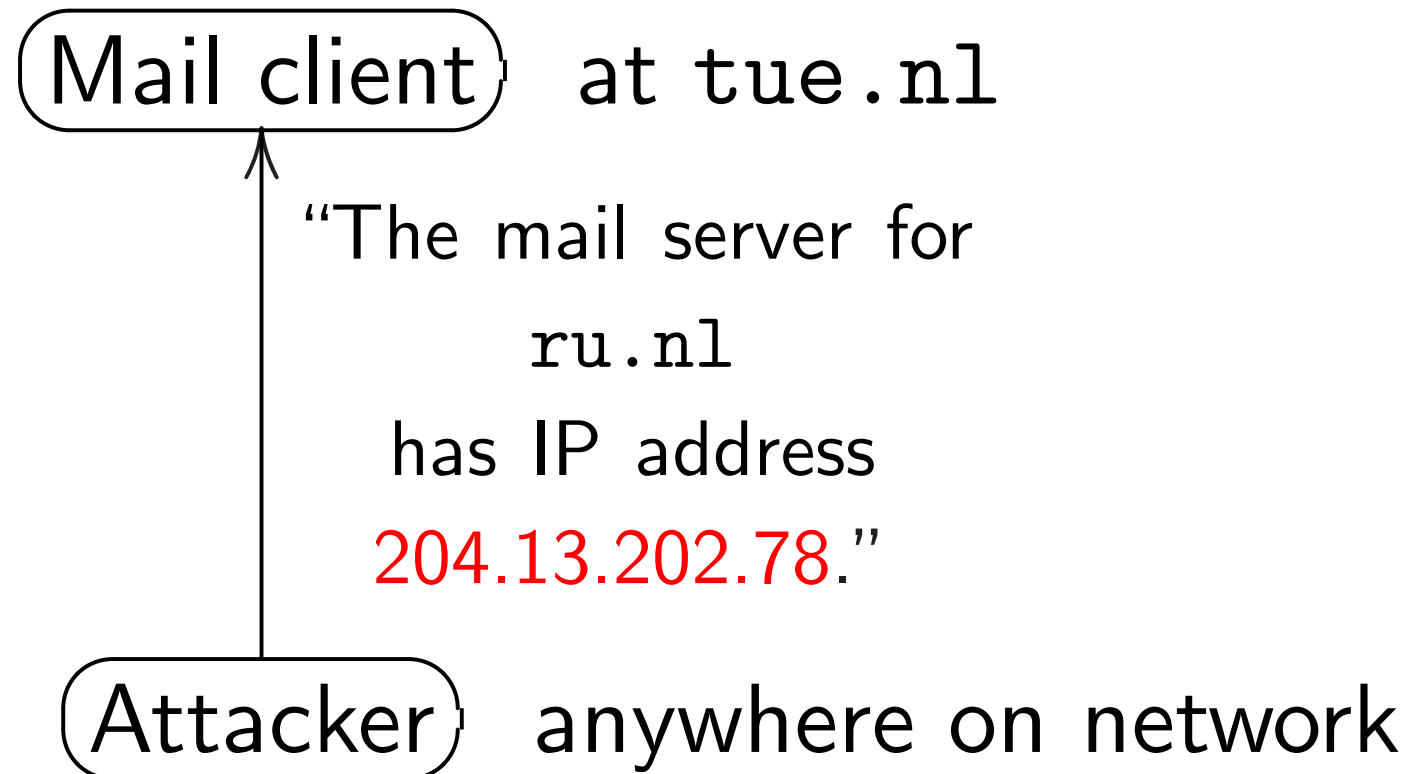 Mail client at tue.nl
“The mail server for
ru.nl
has IP address
204.13.202.78.”
Attacker anywhere on network